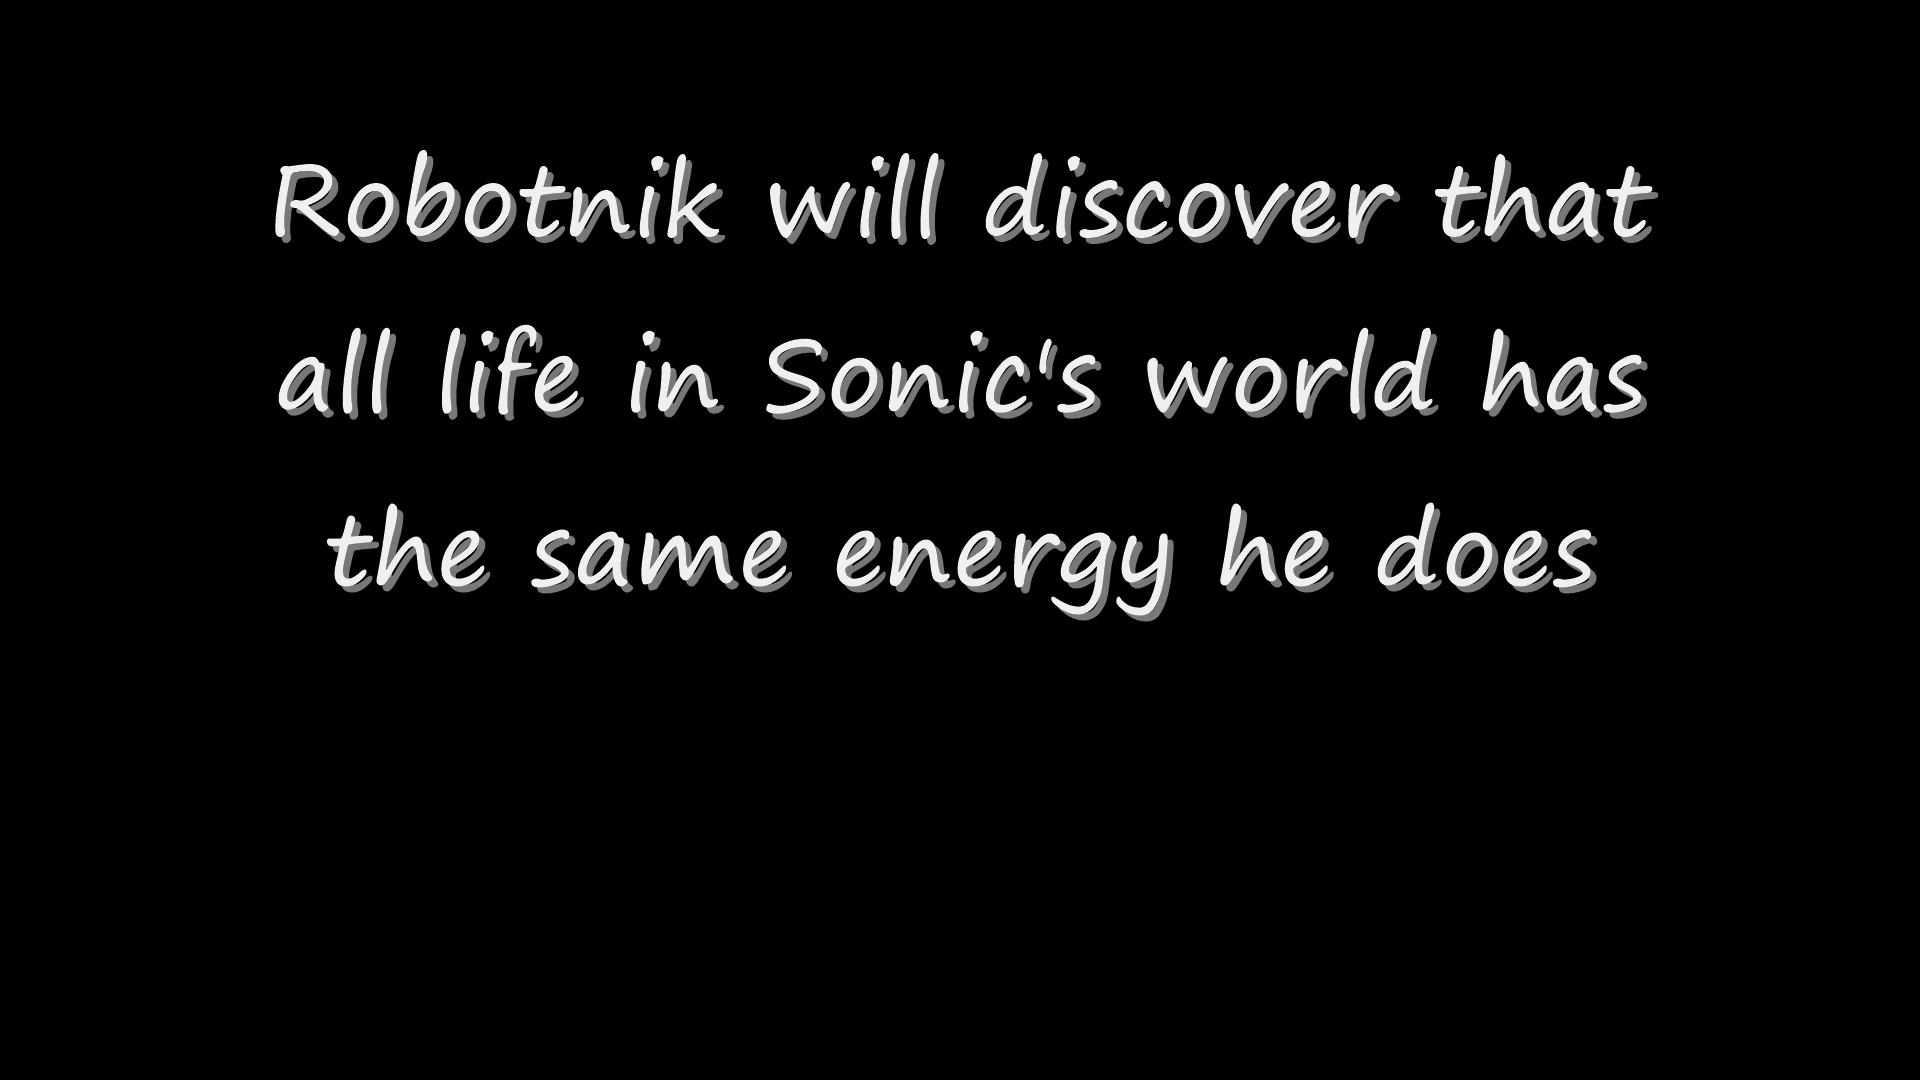 Robotnik will discover that
all life in Sonic's world has
the same energy he does